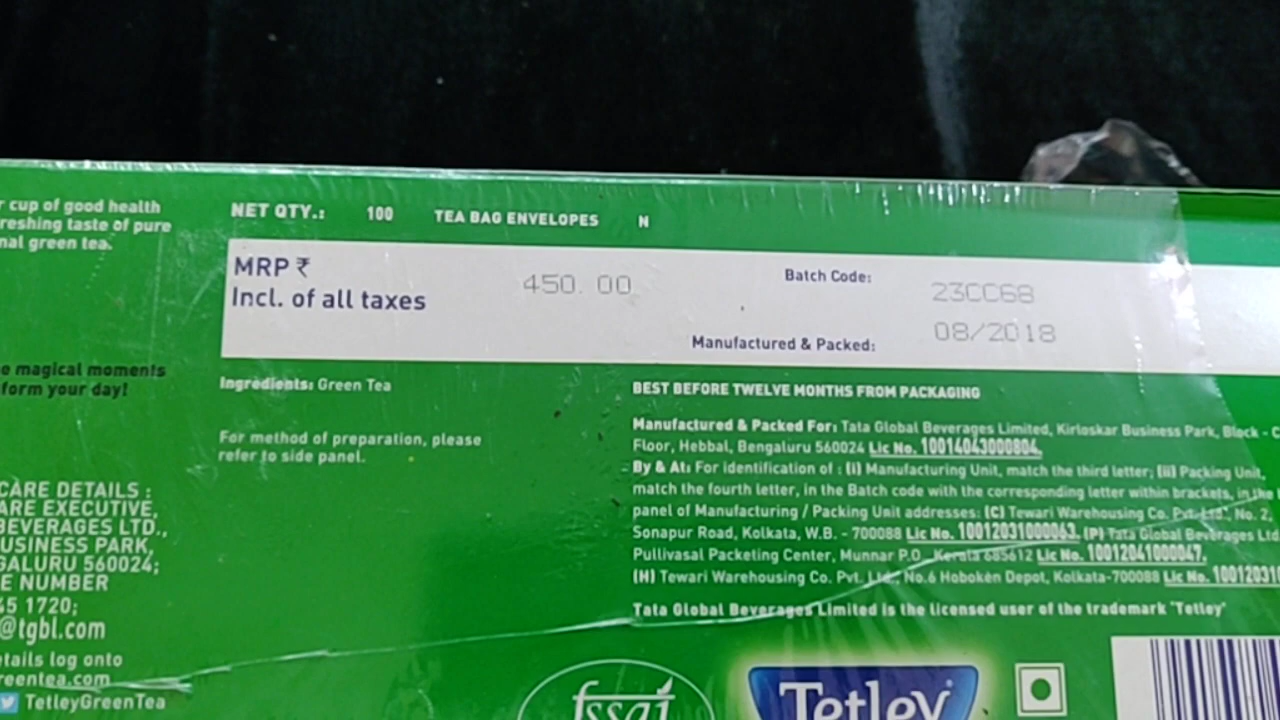 r cup of good health
reshing taste of pure
nal green tea.
e magical moments
form your day!
CARE DETAILS :
ARE EXECUTIVE,
BEVERAGES LTD.,
USINESS PARK,
GALURU 560024;
E NUMBER
45 1720;
@tgbl.com
etails log onto
reentea.com
TetleyGreenTea
NET QTY.: 100 TEA BAG ENVELOPES N
MRP ₹ 450. 00
Incl. of all taxes
Batch Code: 23CC68
Manufactured & Packed: 08/2018
Ingredients: Green Tea
For method of preparation, please
refer to side panel.
BEST BEFORE TWELVE MONTHS FROM PACKAGING
Manufactured & Packed For: Tata Global Beverages Limited, Kirloskar Business Park, Block - C
Floor, Hebbal, Bengaluru 560024 Lic No. 10014043000804.
By & At: For identification of : (i) Manufacturing Unit, match the third letter; (ii) Packing Unit,
match the fourth letter, in the Batch code with the corresponding letter within brackets, in the
panel of Manufacturing / Packing Unit addresses: (C) Tewari Warehousing Co. Pvt. Ltd., No. 2,
Sonapur Road, Kolkata, W.B. - 700088 Lic No. 10012031000063. (P) Tata Global Beverages Ltd
Pullivasal Packeting Center, Munnar P.O. Kerala 685612 Lic No. 10012041000047.
(H) Tewari Warehousing Co. Pvt. Ltd., No.6 Hoboken Depot, Kolkata-700088 Lic No. 100120310
Tata Global Beverages Limited is the licensed user of the trademark 'Tetley'
fssai
Tetley